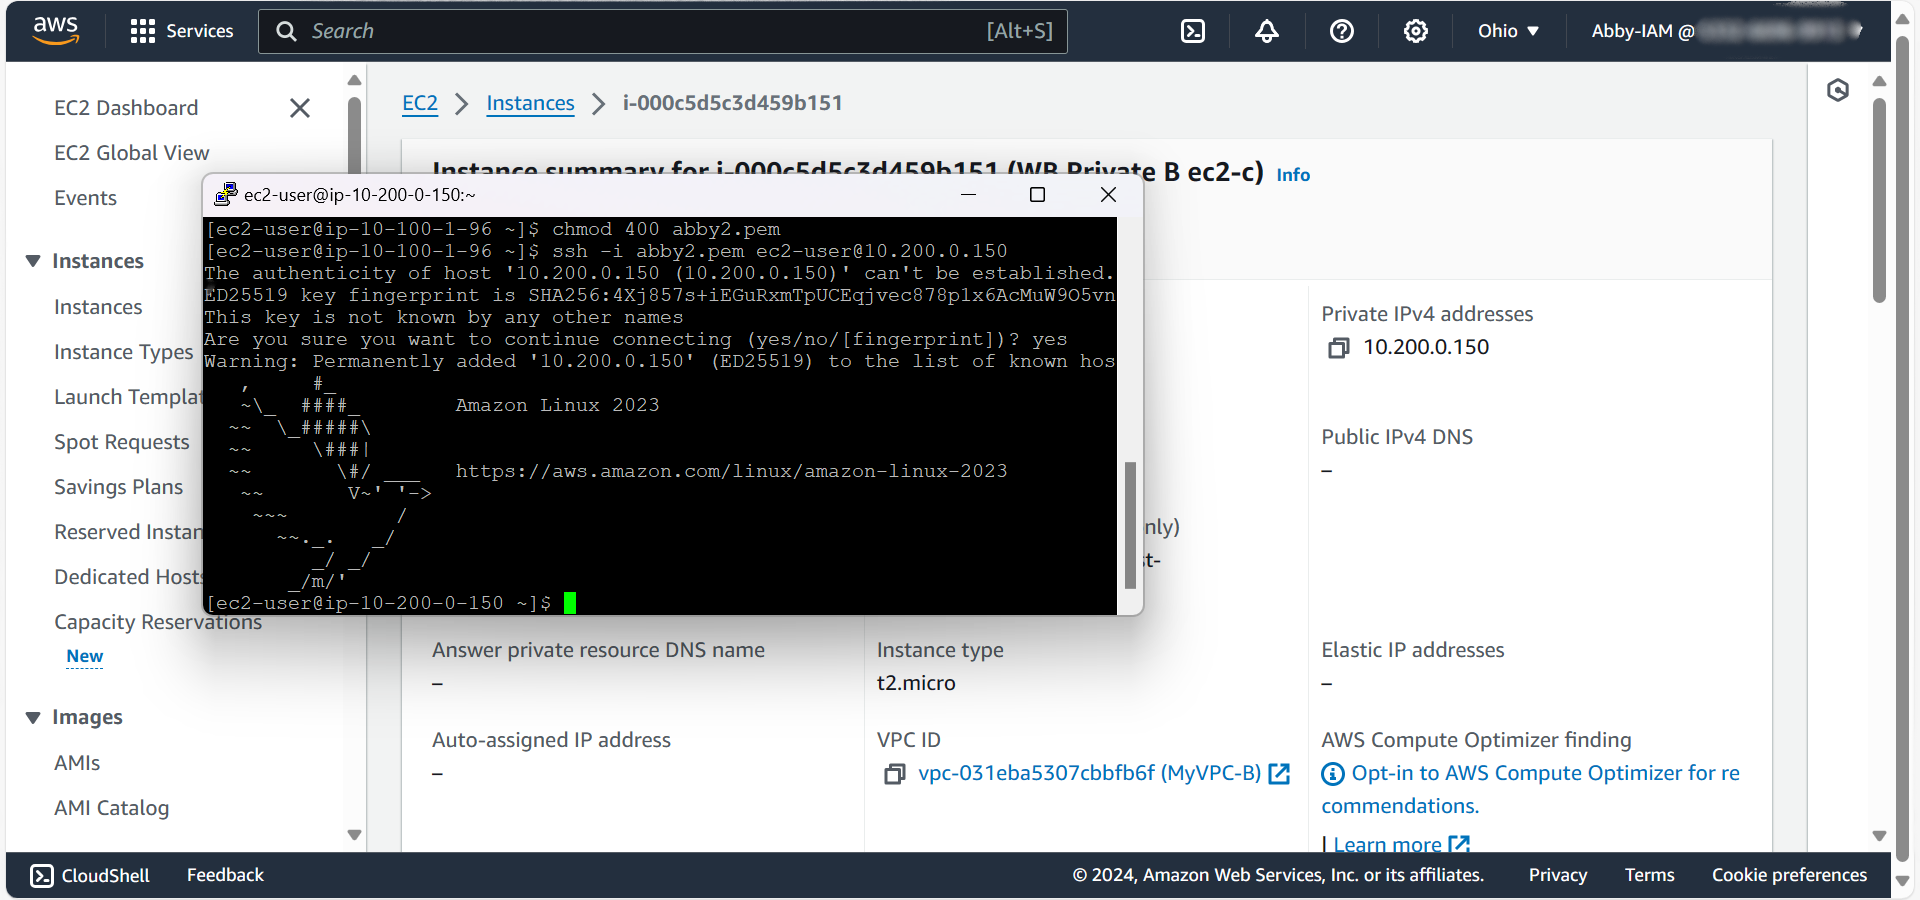 aws
Services
Search
[Alt+S]
Ohio
Abby-IAM @
EC2 Dashboard
EC2 Global View
Events
Instances
Instances
Instance Types
Launch Templat
Spot Requests
Savings Plans
Reserved Instan
Dedicated Hosts
Capacity Reservations
New
Images
AMIs
AMI Catalog
EC2 > Instances > i-000c5d5c3d459b151
Instance summary for i-000c5d5c3d459b151 (WB Private B ec2-c) Info
ec2-user@ip-10-200-0-150:~
[ec2-user@ip-10-100-1-96 ~]$ chmod 400 abby2.pem
[ec2-user@ip-10-100-1-96 ~]$ ssh -i abby2.pem ec2-user@10.200.0.150
The authenticity of host '10.200.0.150 (10.200.0.150)' can't be established.
ED25519 key fingerprint is SHA256:4Xj857s+iEGuRxmTpUCEqjvec878p1x6AcMuW9O5vn
This key is not known by any other names
Are you sure you want to continue connecting (yes/no/[fingerprint])? yes
Warning: Permanently added '10.200.0.150' (ED25519) to the list of known hos
   ,     #_
   ~\_  ####_        Amazon Linux 2023
  ~~  \_#####\
  ~~     \###|
  ~~       \#/ ___   https://aws.amazon.com/linux/amazon-linux-2023
   ~~       V~' '->
    ~~~         /
      ~~._.   _/
         _/ _/
       _/m/'
[ec2-user@ip-10-200-0-150 ~]$
Private IPv4 addresses
10.200.0.150
Public IPv4 DNS
–
nly)
t-
Answer private resource DNS name
–
Instance type
t2.micro
Elastic IP addresses
–
Auto-assigned IP address
–
VPC ID
vpc-031eba5307cbbfb6f (MyVPC-B)
AWS Compute Optimizer finding
Opt-in to AWS Compute Optimizer for re
commendations.
| Learn more
CloudShell
Feedback
© 2024, Amazon Web Services, Inc. or its affiliates.
Privacy
Terms
Cookie preferences